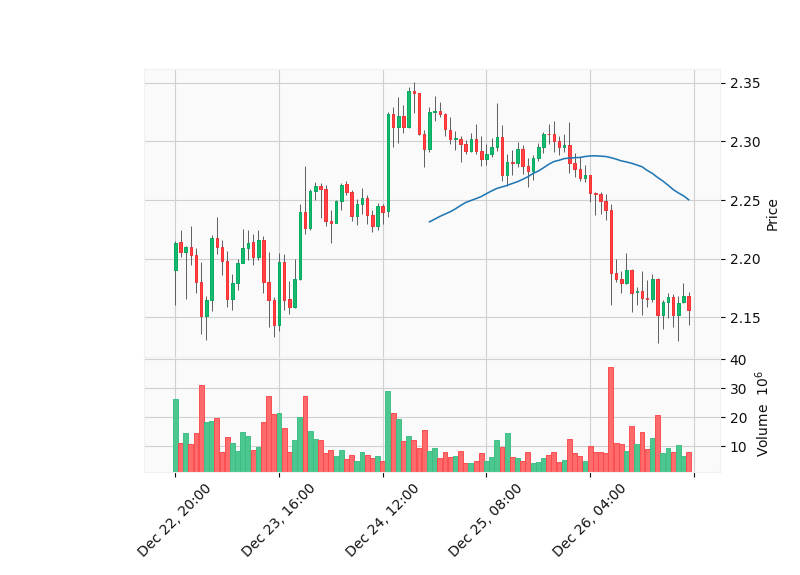 2.35
2.30
2.25
2.20
2.15
Price
40
30
20
10
Volume 10^6
Dec 22, 20:00
Dec 23, 16:00
Dec 24, 12:00
Dec 25, 08:00
Dec 26, 04:00